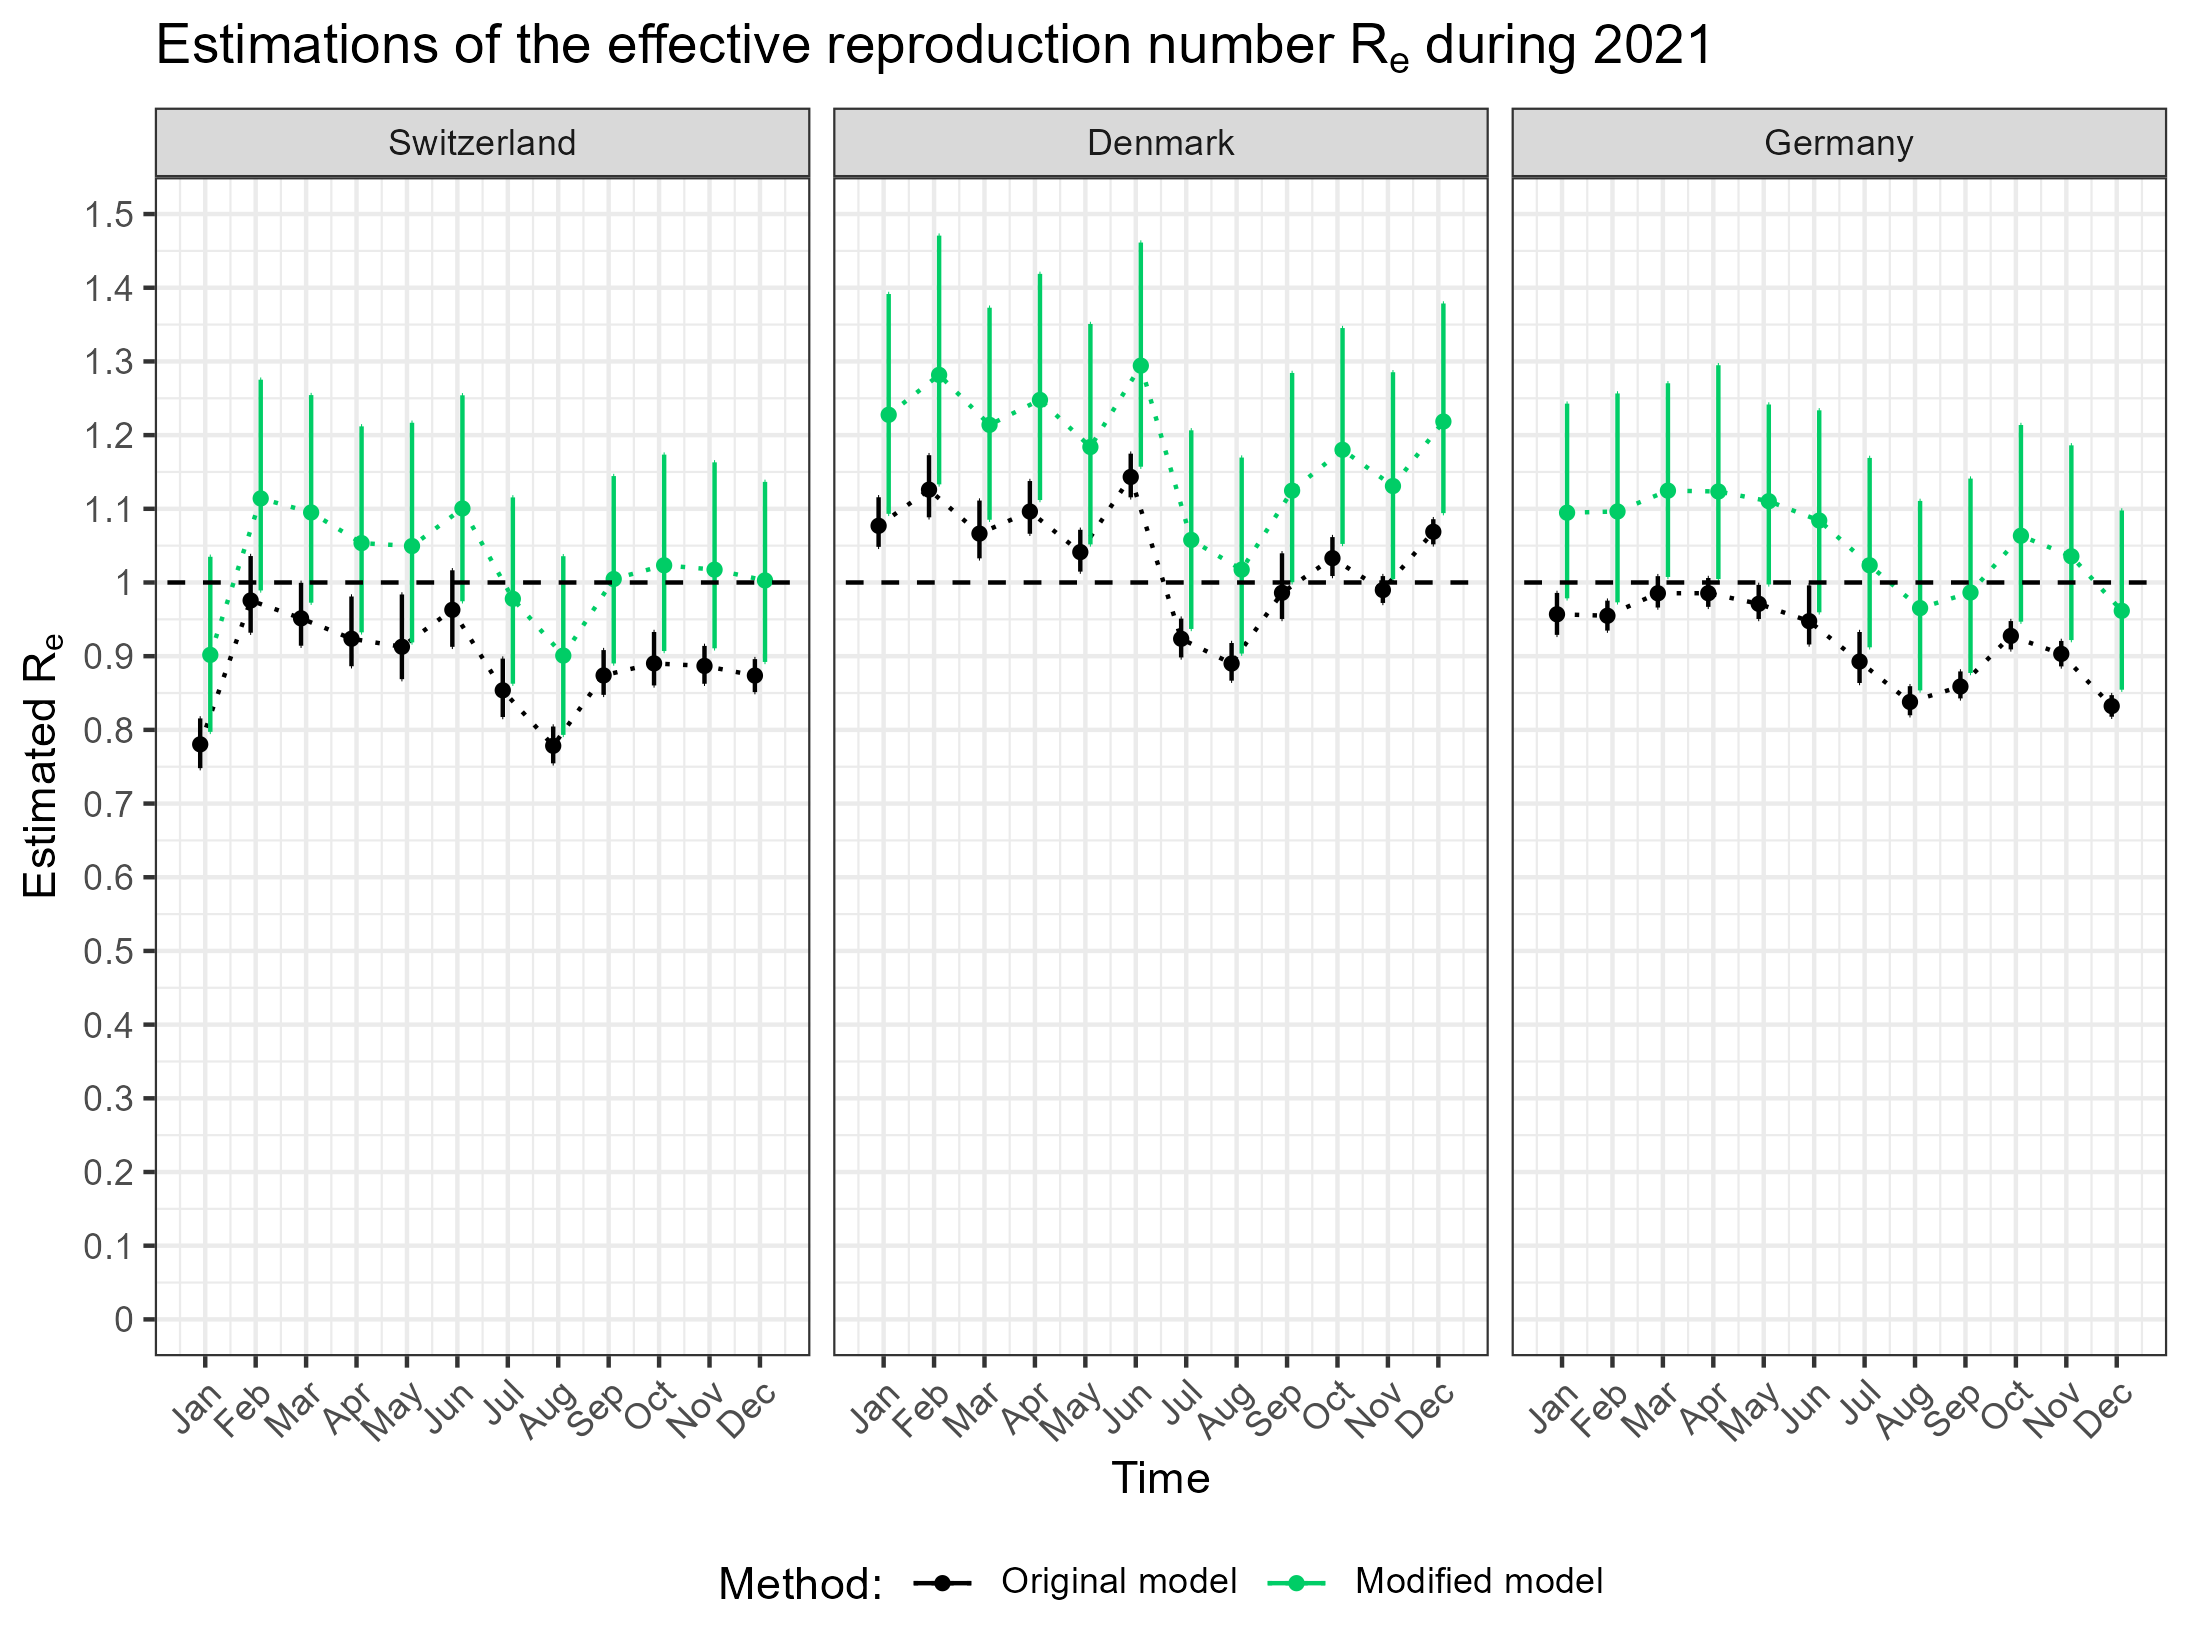 Estimations of the effective reproduction number Re during 2021
Switzerland Denmark Germany
Estimated Re
1.5
1.4
1.3
1.2
1.1
1
0.9
0.8
0.7
0.6
0.5
0.4
0.3
0.2
0.1
0
Jan Feb Mar Apr May Jun Jul Aug Sep Oct Nov Dec Jan Feb Mar Apr May Jun Jul Aug Sep Oct Nov Dec Jan Feb Mar Apr May Jun Jul Aug Sep Oct Nov Dec
Time
Method: Original model Modified model